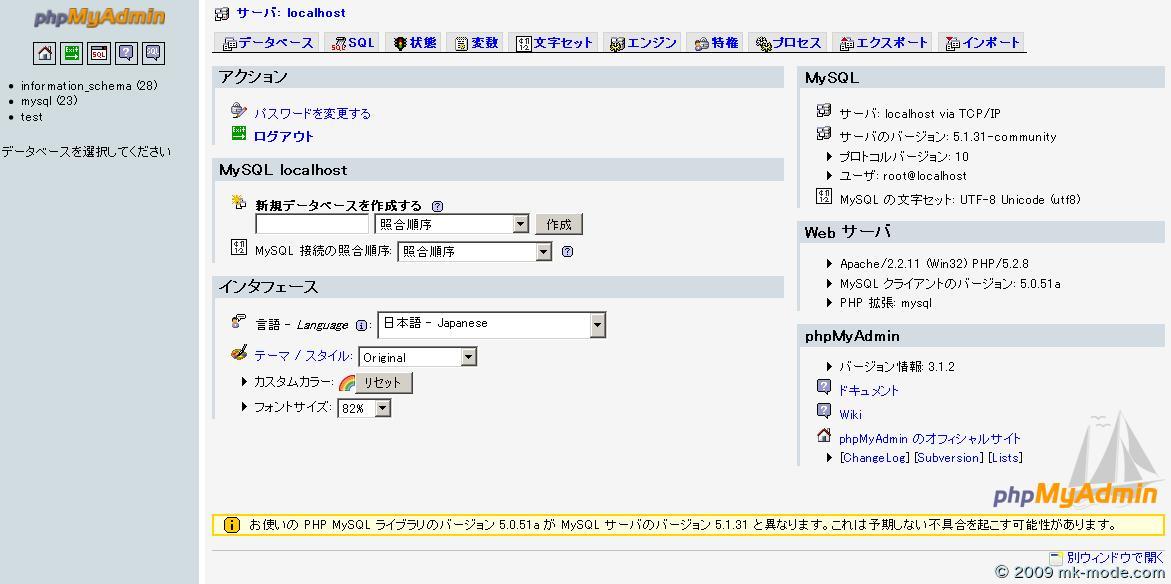 phpMyAdmin
information_schema (28)
mysql (23)
test
データベースを選択してください
サーバ: localhost
データベース SQL 状態 変数 文字セット エンジン 特権 プロセス エクスポート インポート
アクション
パスワードを変更する
ログアウト
MySQL localhost
新規データベースを作成する
照合順序 作成
MySQL 接続の照合順序: 照合順序
インタフェース
言語 - Language : 日本語 - Japanese
テーマ / スタイル: Original
カスタムカラー: リセット
フォントサイズ: 82%
MySQL
サーバ: localhost via TCP/IP
サーバのバージョン: 5.1.31-community
プロトコルバージョン: 10
ユーザ: root@localhost
MySQL の文字セット: UTF-8 Unicode (utf8)
Web サーバ
Apache/2.2.11 (Win32) PHP/5.2.8
MySQL クライアントのバージョン: 5.0.51a
PHP 拡張: mysql
phpMyAdmin
バージョン情報: 3.1.2
ドキュメント
Wiki
phpMyAdmin のオフィシャルサイト
[ChangeLog] [Subversion] [Lists]
phpMyAdmin
お使いの PHP MySQL ライブラリのバージョン 5.0.51a が MySQL サーバのバージョン 5.1.31 と異なります。これは予期しない不具合を起こす可能性があります。
別ウィンドウで開く
© 2009 mk-mode.com